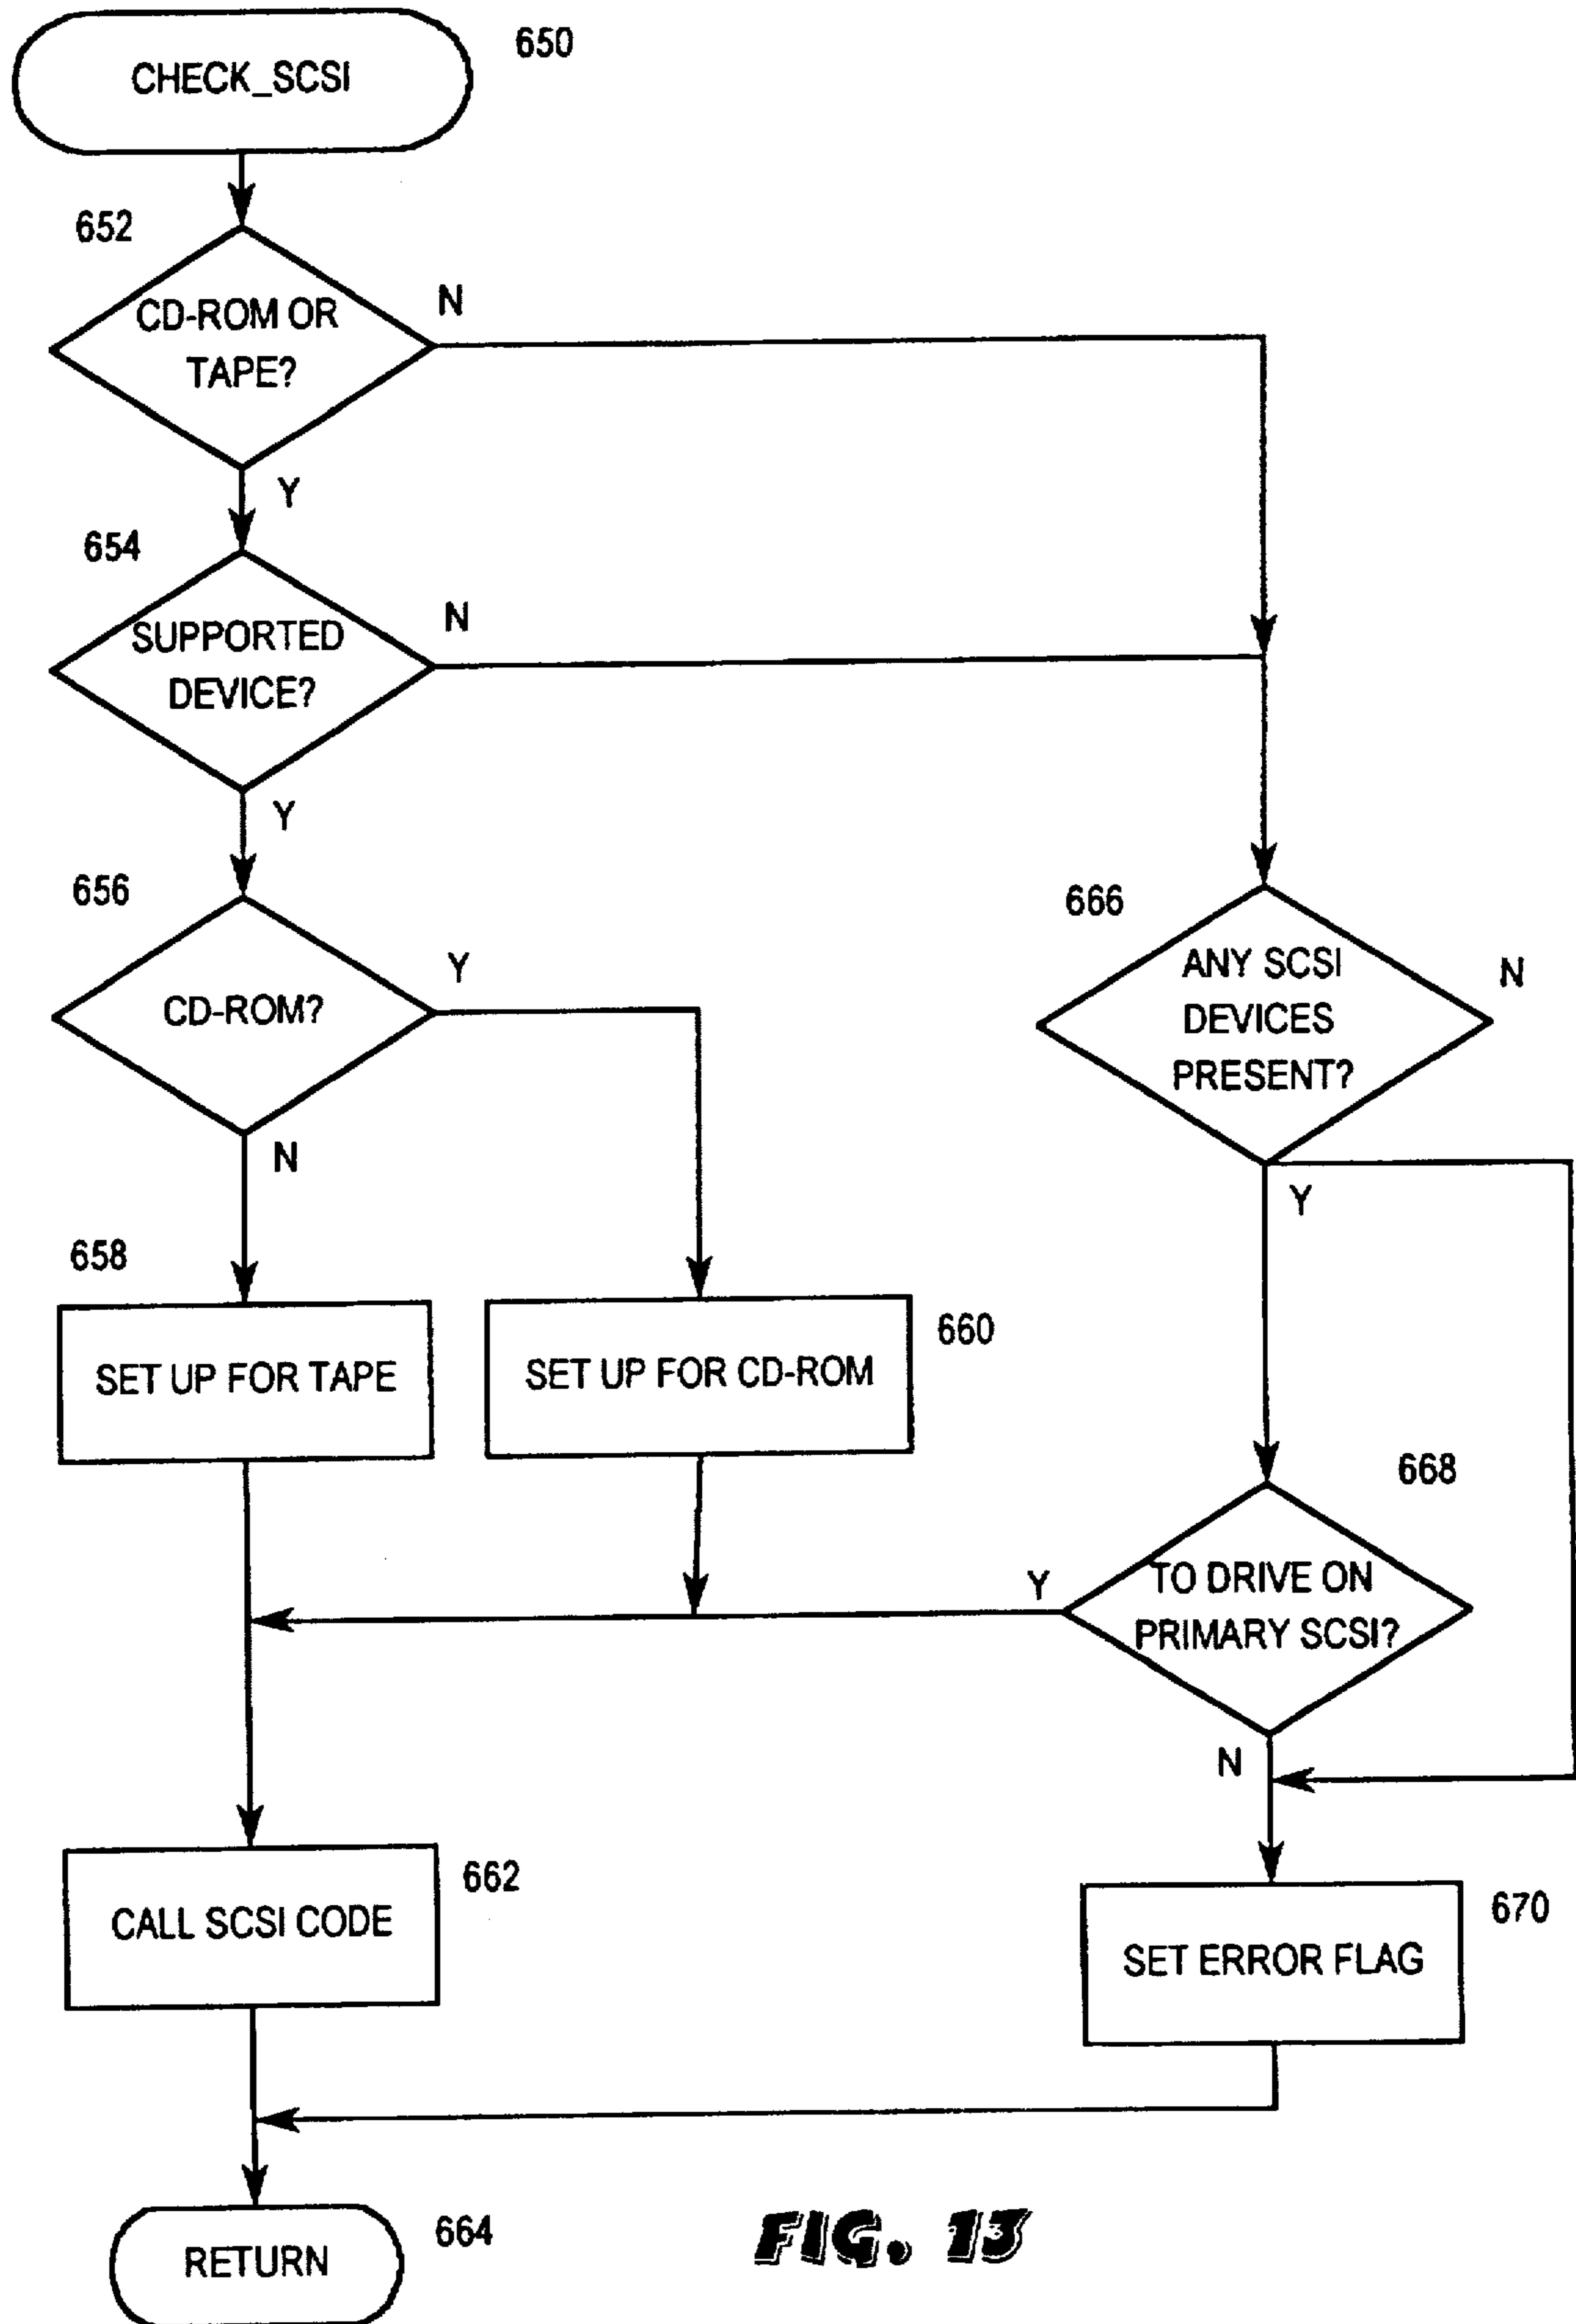 650
CHECK_SCSI
652
CD-ROM OR
TAPE?
N
Y
654
SUPPORTED
DEVICE?
N
Y
656
CD-ROM?
Y
N
666
ANY SCSI
DEVICES
PRESENT?
N
Y
658
SET UP FOR TAPE
SET UP FOR CD-ROM
660
668
TO DRIVE ON
PRIMARY SCSI?
Y
N
CALL SCSI CODE
662
SET ERROR FLAG
670
RETURN
664
FIG. 13